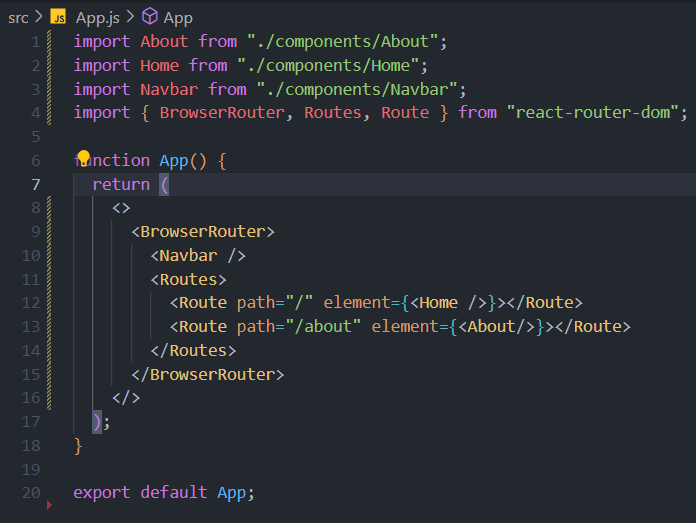 src > JS App.js > App
1 import About from "./components/About";
2 import Home from "./components/Home";
3 import Navbar from "./components/Navbar";
4 import { BrowserRouter, Routes, Route } from "react-router-dom";
5
6 function App() {
7   return (
8     <>
9       <BrowserRouter>
10         <Navbar />
11         <Routes>
12           <Route path="/" element={<Home />}></Route>
13           <Route path="/about" element={<About/>}></Route>
14         </Routes>
15       </BrowserRouter>
16     </>
17   );
18 }
19
20 export default App;